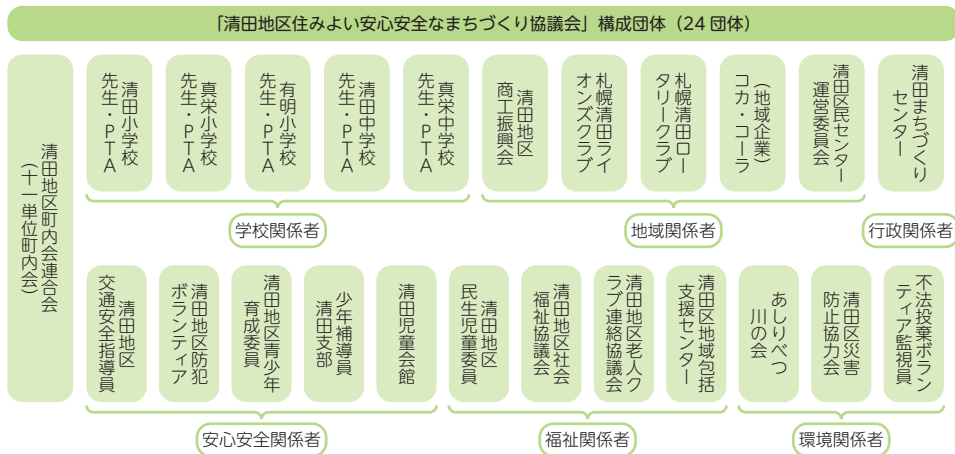 「清田地区住みよい安心安全なまちづくり協議会」構成団体（24 団体）
清田地区町内会連合会
（十一単位町内会）
清田小学校
先生・PTA
真栄小学校
先生・PTA
有明小学校
先生・PTA
清田中学校
先生・PTA
真栄中学校
先生・PTA
学校関係者
清田地区
商工振興会
札幌清田ライ
オンズクラブ
札幌清田ロー
タリークラブ
（地域企業）
コカ・コーラ
清田区民センター
運営委員会
地域関係者
清田まちづくり
センター
行政関係者
清田地区
交通安全指導員
清田地区防犯
ボランティア
清田地区青少年
育成委員
少年補導員
清田支部
清田児童会館
安心安全関係者
清田地区
民生児童委員
清田地区社会
福祉協議会
清田地区老人ク
ラブ連絡協議会
清田区地域包括
支援センター
福祉関係者
あしりべつ
川の会
清田区災害
防止協力会
不法投棄ボラン
ティア監視員
環境関係者